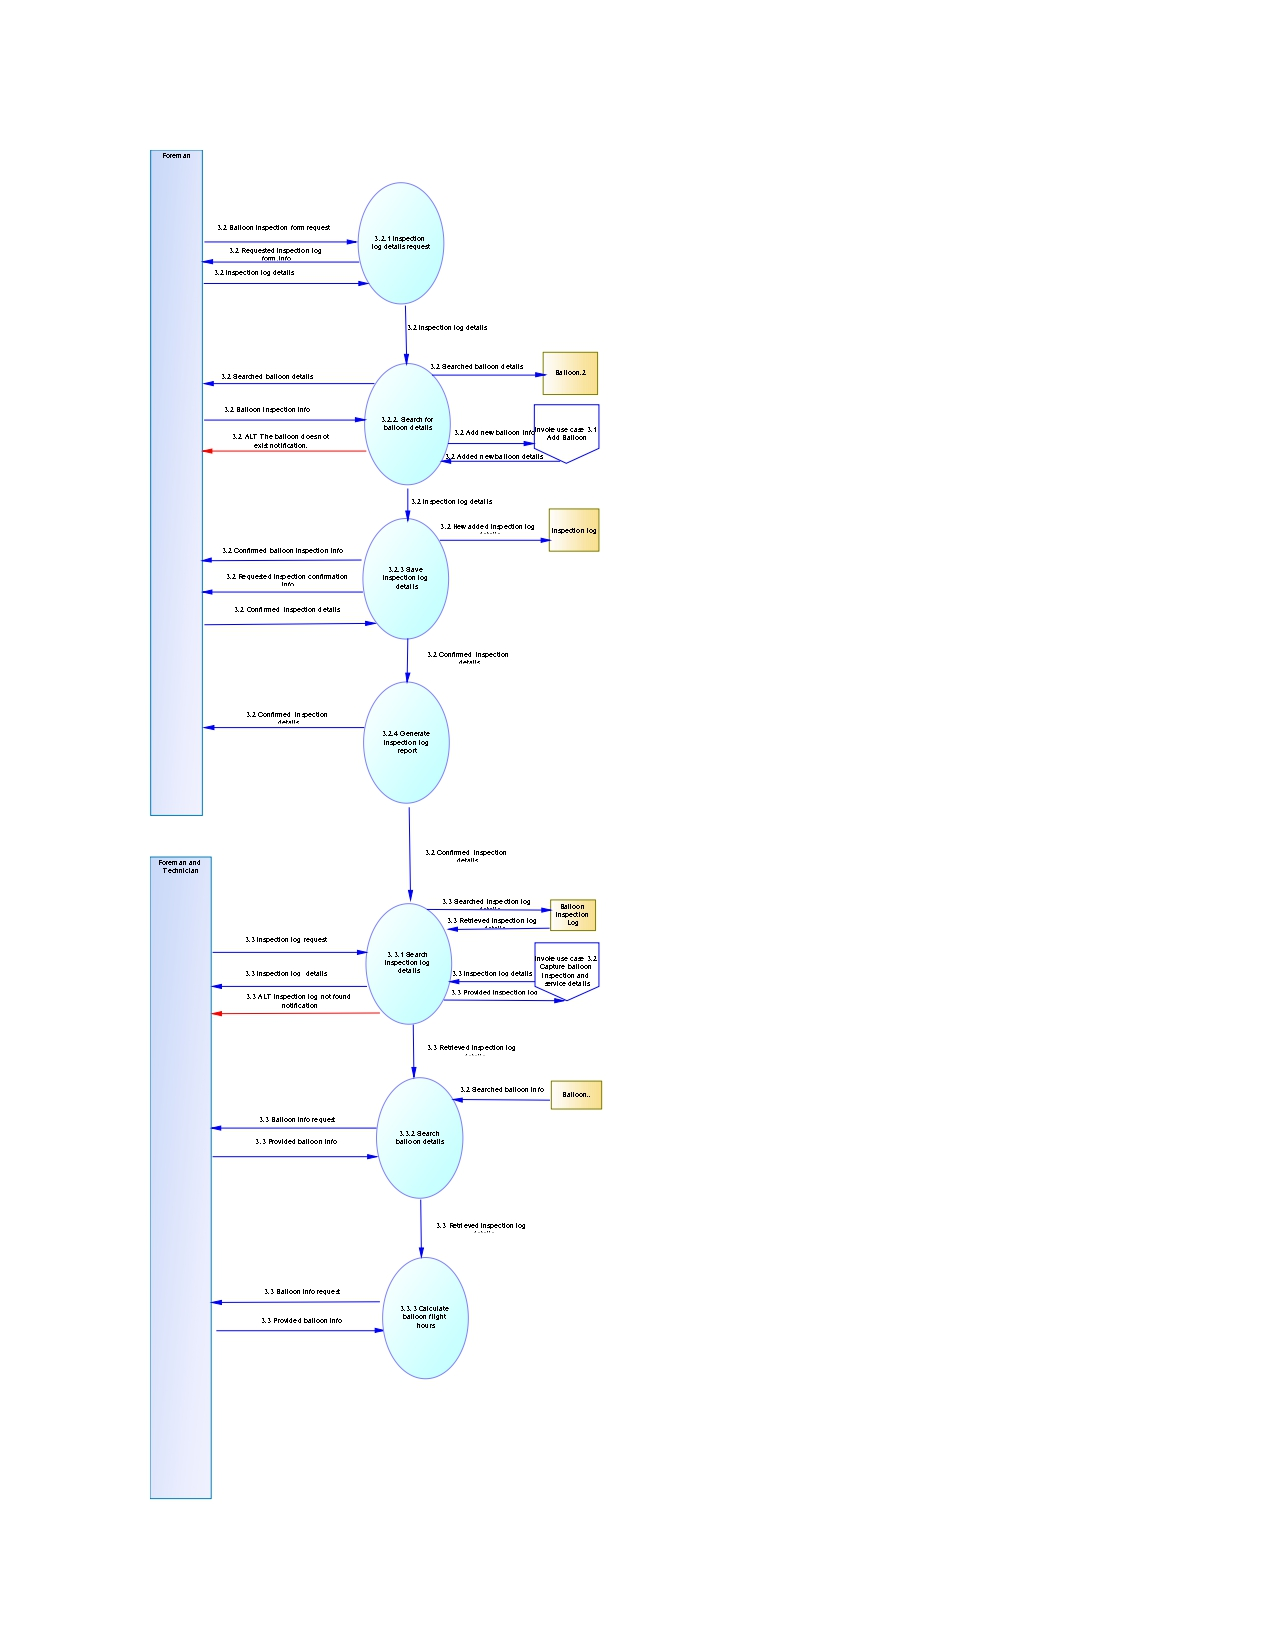 Foreman
3.2 Balloon inspection form request
3.2.1 Inspection
log details request
3.2 Requested inspection log
form info
3.2 Inspection log details
3.2 Inspection log details
3.2 Searched balloon details
Balloon.2
3.2 Searched balloon details
3.2 Balloon inspection info
3.2.2. Search for
balloon details
3.2 Add new balloon info
Invoke use case 3.1
Add Balloon
3.2 ALT The balloon does not
exist notification.
3.2 Added new balloon details
3.2 Inspection log details
3.2 New added inspection log
details
Inspection log
3.2 Confirmed balloon inspection info
3.2.3 Save
inspection log
details
3.2 Requested inspection confirmation
info
3.2 Confirmed inspection details
3.2 Confirmed inspection
details
3.2 Confirmed inspection
details
3.2.4 Generate
inspection log
report
3.2 Confirmed inspection
details
Foreman and
Technician
3.3 Searched inspection log
details
Balloon
Inspection
Log
3.3 Retrieved inspection log
details
3.3 Inspection log request
3.3.1 Search
inspection log
details
Invoke use case 3.2
Capture balloon
inspection and
service details
3.3 Inspection log details
3.3 Inspection log details
3.3 Provided inspection log
3.3 ALT Inspection log not found
notification
3.3 Retrieved inspection log
details
3.2 Searched balloon info
Balloon..
3.3 Balloon info request
3.3.2 Search
balloon details
3.3 Provided balloon info
3.3 Retrieved inspection log
details
3.3 Balloon info request
3.3.3 Calculate
balloon flight
hours
3.3 Provided balloon info